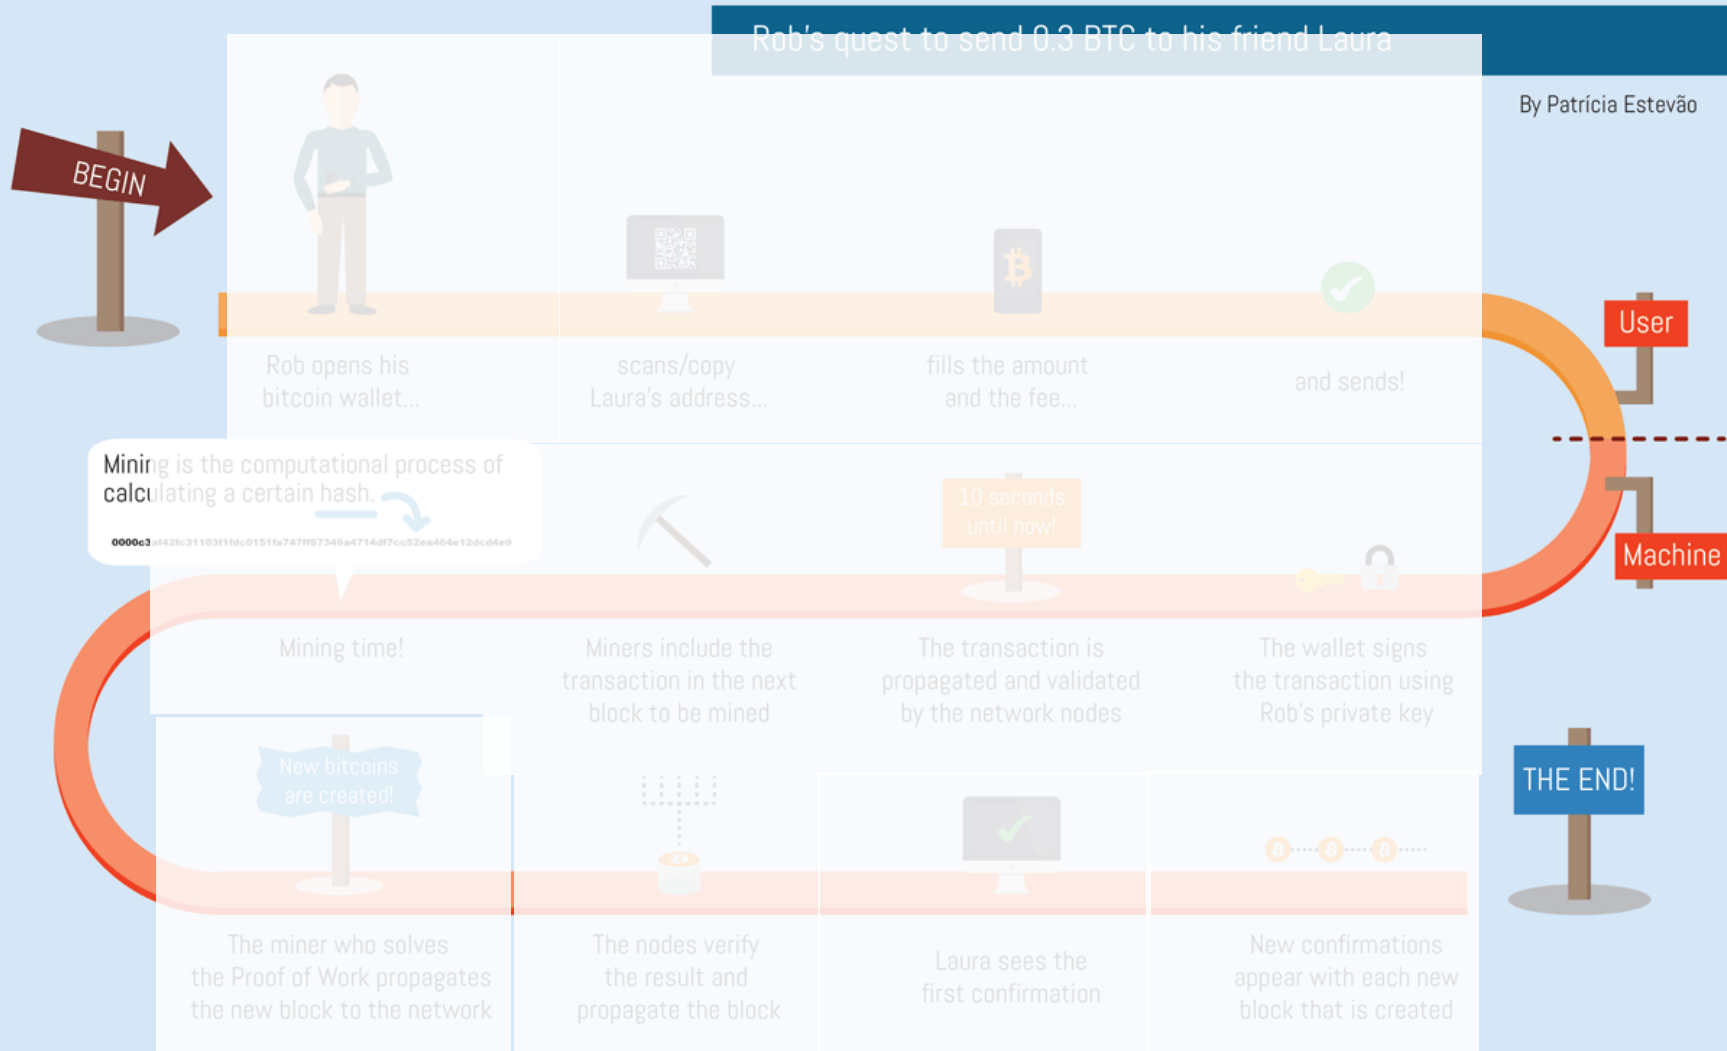 Rob's quest to send 0.3 BTC to his friend Laura
By Patrícia Estevão
BEGIN
Rob opens his
bitcoin wallet...
scans/copy
Laura's address...
fills the amount
and the fee...
and sends!
User
Machine
Mining is the computational process of
calculating a certain hash.
0000c3af42fc31103f1fdc0151fa747ff87349a4714df7cc52ea464e12dcd4e9
10 seconds
until now!
Mining time!
Miners include the
transaction in the next
block to be mined
The transaction is
propagated and validated
by the network nodes
The wallet signs
the transaction using
Rob's private key
New bitcoins
are created!
THE END!
The miner who solves
the Proof of Work propagates
the new block to the network
The nodes verify
the result and
propagate the block
Laura sees the
first confirmation
New confirmations
appear with each new
block that is created